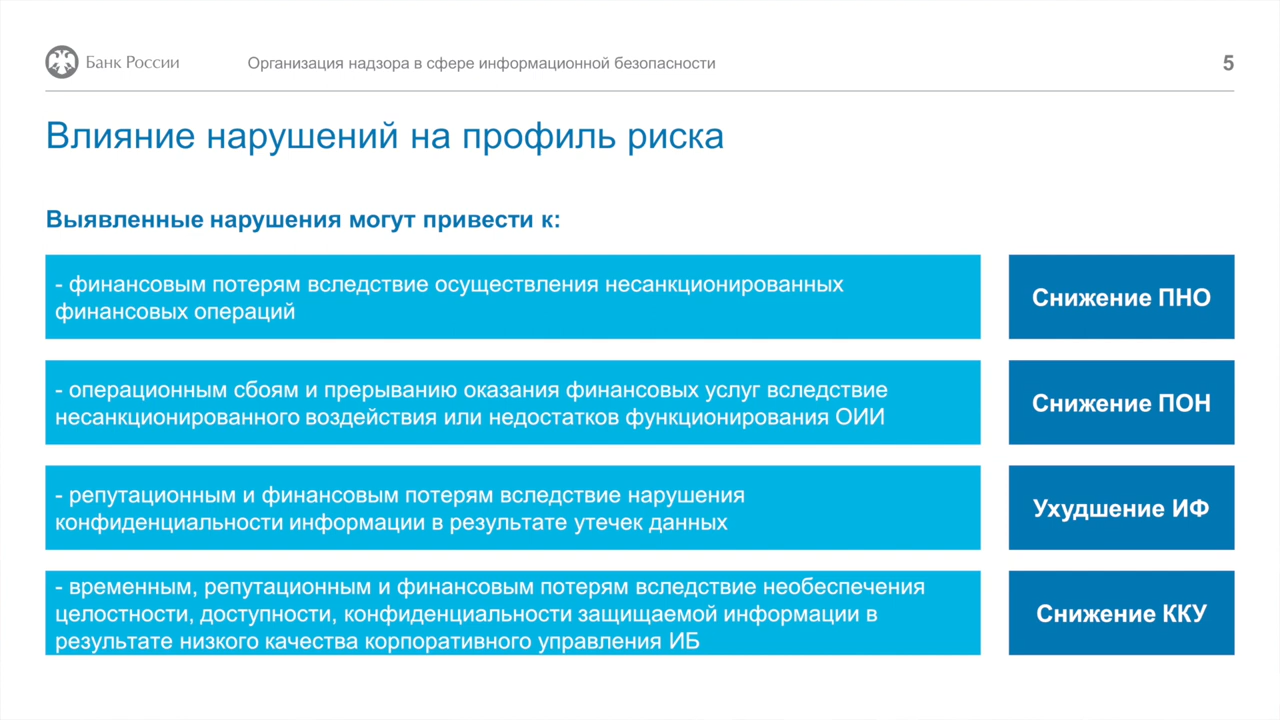 Банк России
Организация надзора в сфере информационной безопасности
5
Влияние нарушений на профиль риска
Выявленные нарушения могут привести к:
- финансовым потерям вследствие осуществления несанкционированных
финансовых операций
Снижение ПНО
- операционным сбоям и прерыванию оказания финансовых услуг вследствие
несанкционированного воздействия или недостатков функционирования ОИИ
Снижение ПОН
- репутационным и финансовым потерям вследствие нарушения
конфиденциальности информации в результате утечек данных
Ухудшение ИФ
- временным, репутационным и финансовым потерям вследствие необеспечения
целостности, доступности, конфиденциальности защищаемой информации в
результате низкого качества корпоративного управления ИБ
Снижение ККУ